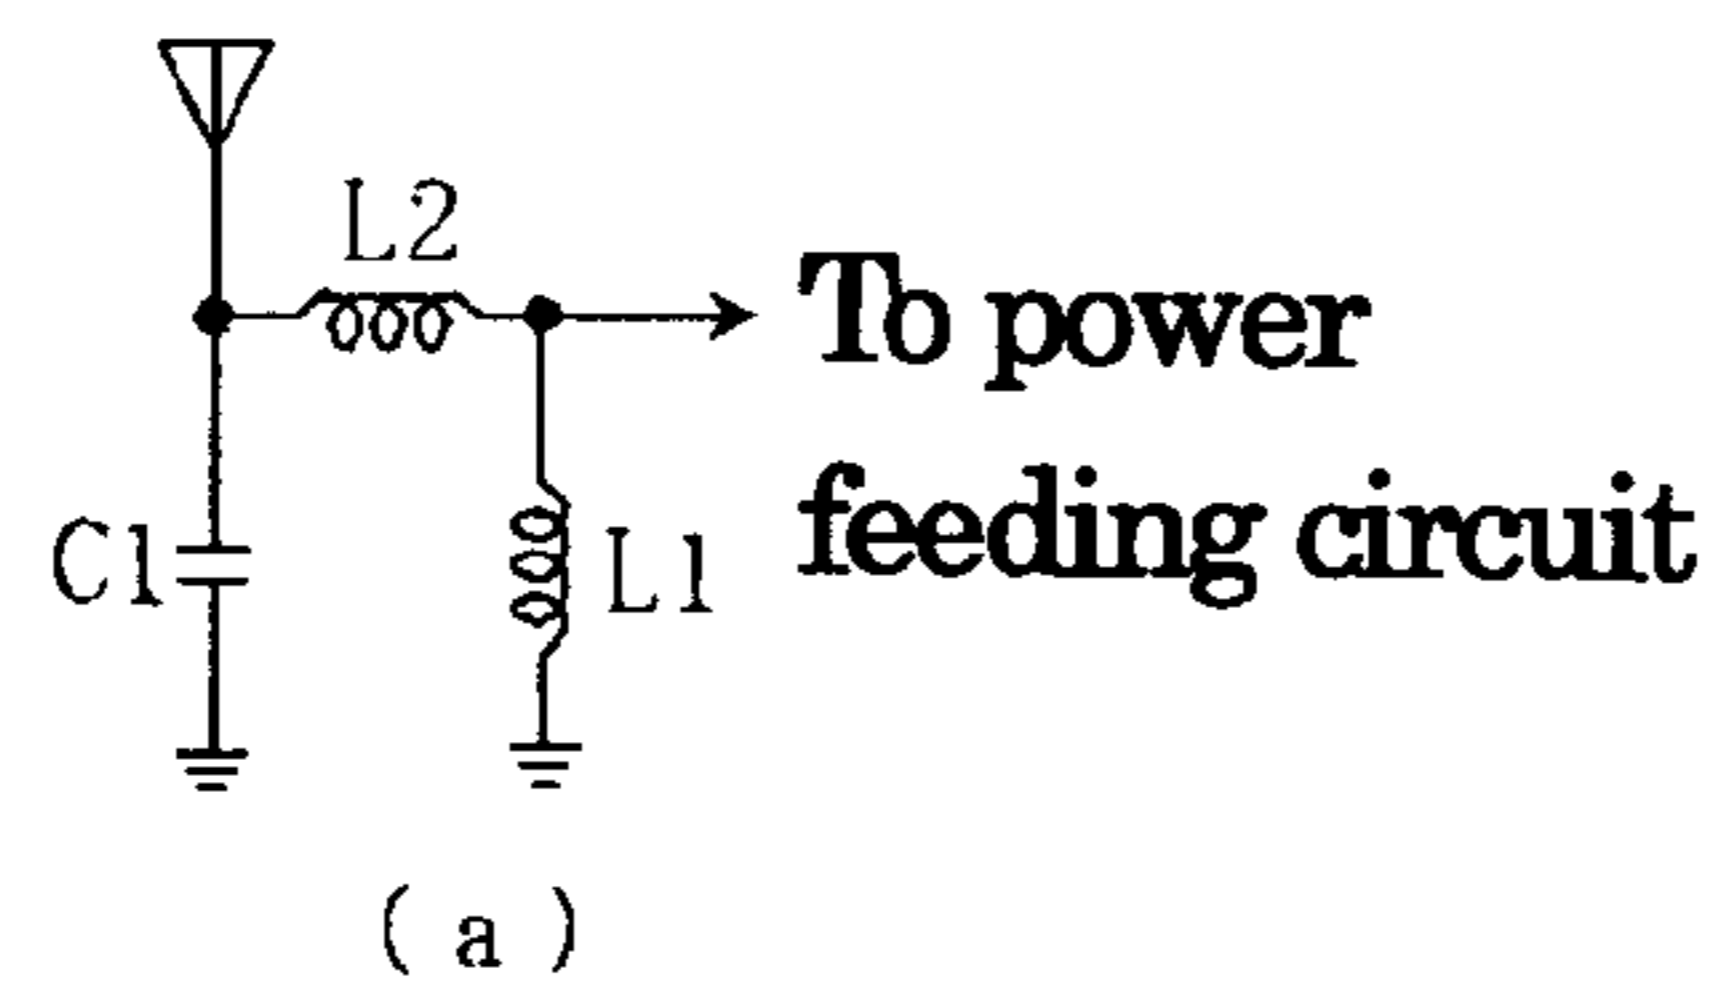 L2
To power
feeding circuit
C1
L1
( a )